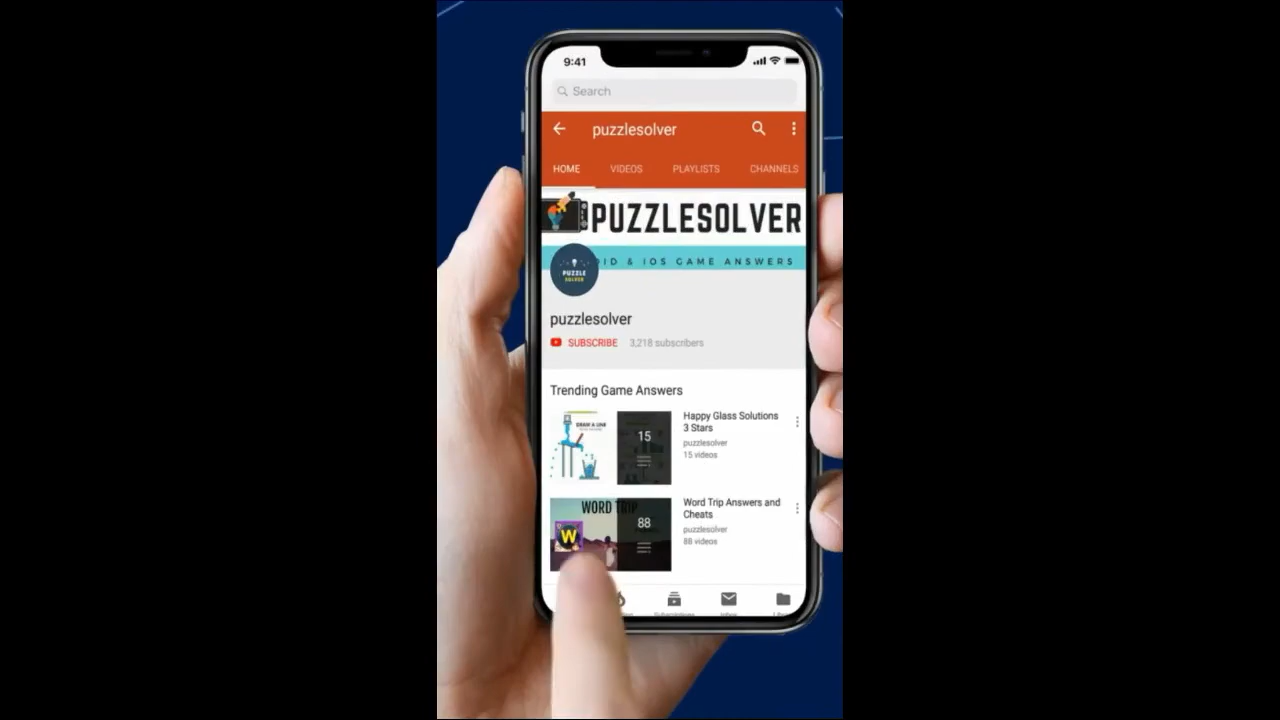 9:41
Search
puzzlesolver
HOME VIDEOS PLAYLISTS CHANNELS
PUZZLESOLVER
ID & IOS GAME ANSWERS
PUZZLE
SOLVER
puzzlesolver
SUBSCRIBE 3,218 subscribers
Trending Game Answers
DRAW A LINE
15
Happy Glass Solutions
3 Stars
puzzlesolver
15 videos
WORD TRIP
W
88
Word Trip Answers and
Cheats
puzzlesolver
88 videos